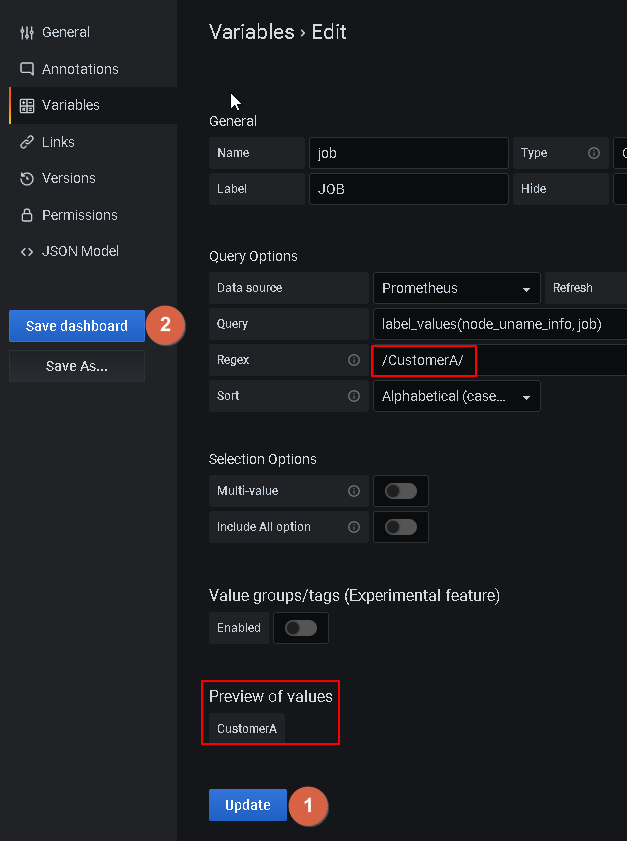 General
Annotations
Variables
Links
Versions
Permissions
JSON Model
Save dashboard
2
Save As...
Variables › Edit
General
Name job Type
Label JOB Hide
Query Options
Data source Prometheus Refresh
Query label_values(node_uname_info, job)
Regex /CustomerA/
Sort Alphabetical (case...
Selection Options
Multi-value
Include All option
Value groups/tags (Experimental feature)
Enabled
Preview of values
CustomerA
Update 1